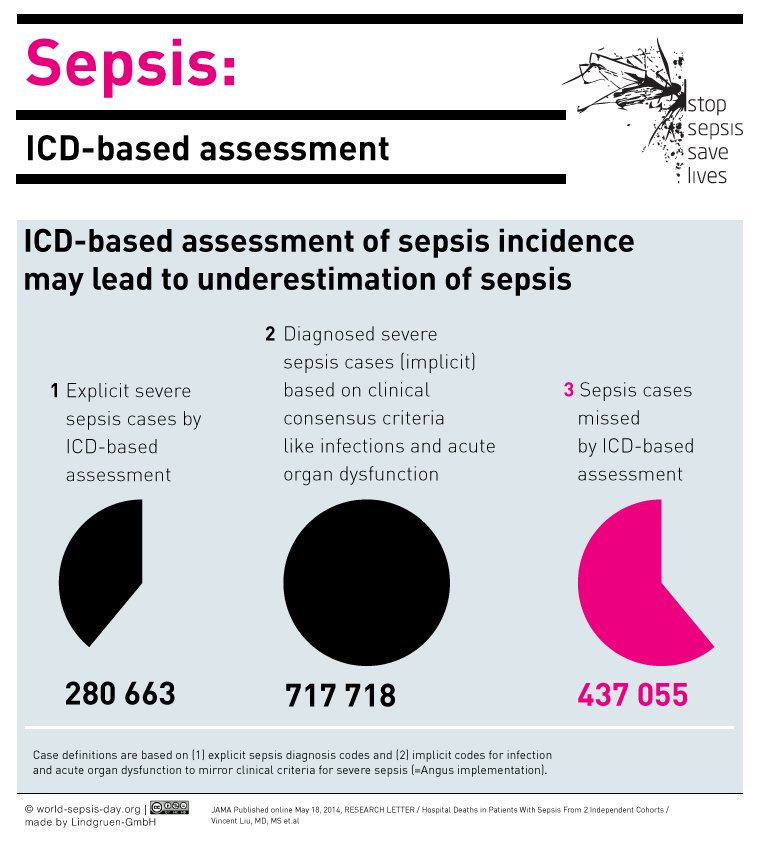 Sepsis:
stop
sepsis
save
lives
ICD-based assessment
ICD-based assessment of sepsis incidence
may lead to underestimation of sepsis
1 Explicit severe
sepsis cases by
ICD-based
assessment
2 Diagnosed severe
sepsis cases (implicit)
based on clinical
consensus criteria
like infections and acute
organ dysfunction
3 Sepsis cases
missed
by ICD-based
assessment
280 663
717 718
437 055
Case definitions are based on (1) explicit sepsis diagnosis codes and (2) implicit codes for infection
and acute organ dysfunction to mirror clinical criteria for severe sepsis (=Angus implementation).
© world-sepsis-day.org |
made by Lindgruen-GmbH
JAMA Published online May 18, 2014, RESEARCH LETTER / Hospital Deaths in Patients With Sepsis From 2 Independent Cohorts /
Vincent Liu, MD, MS et.al